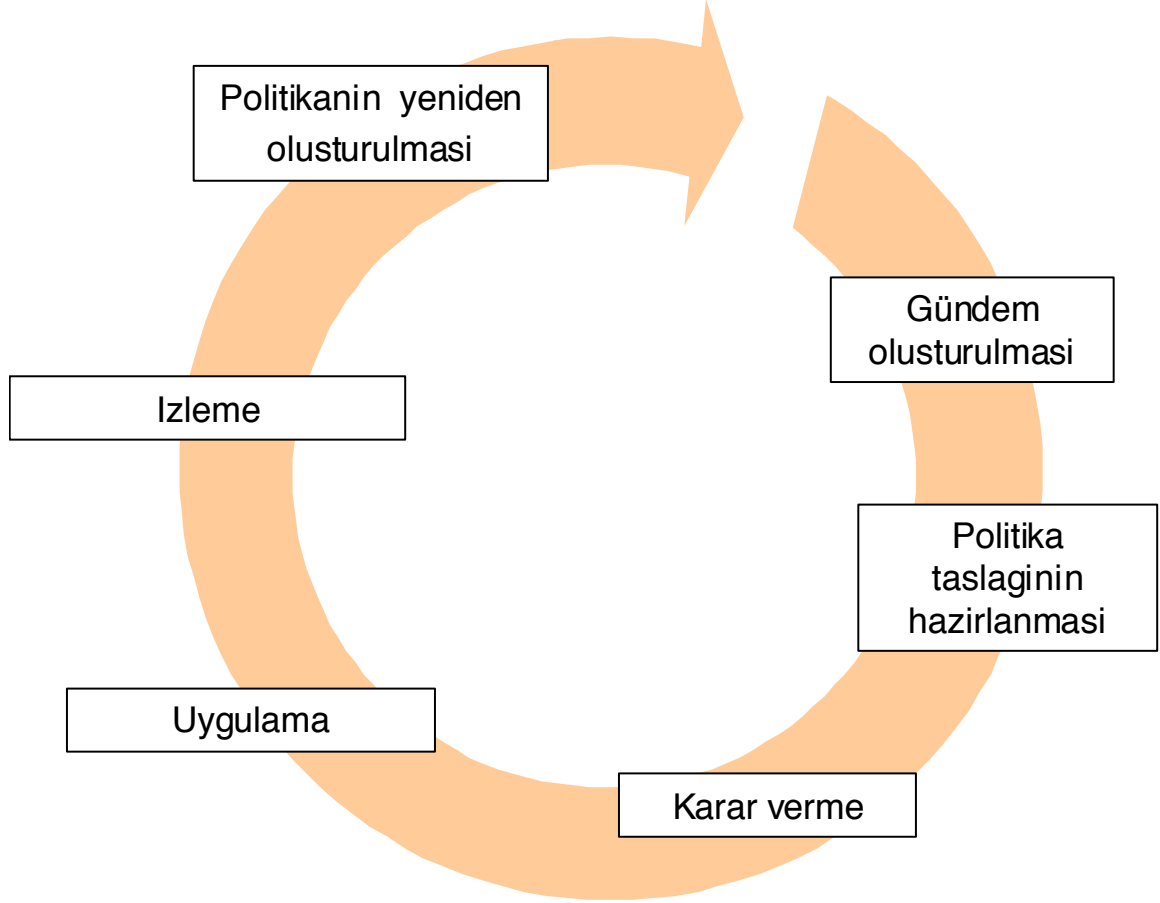 Politikanin yeniden
olusturulmasi
Gündem
olusturulmasi
Izleme
Politika
taslaginin
hazirlanmasi
Uygulama
Karar verme